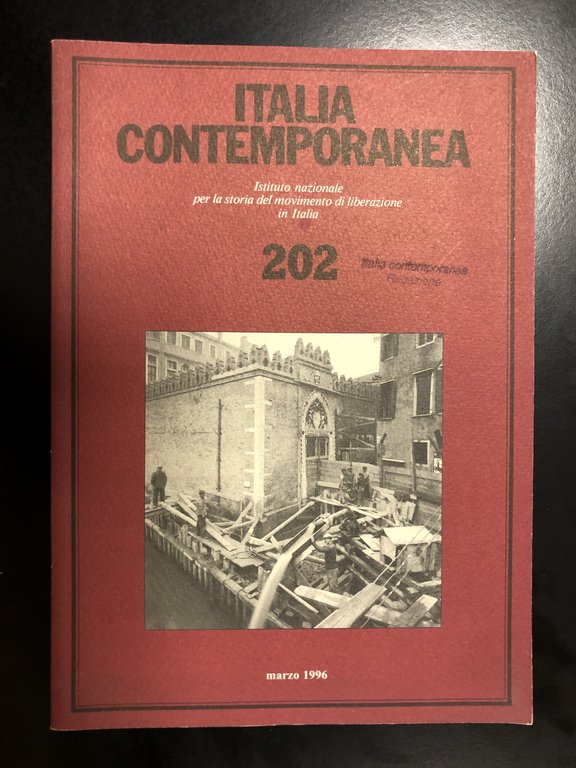 ITALIA
CONTEMPORANEA
Istituto nazionale
per la storia del movimento di liberazione
in Italia
202
Italia contemporanea
Redazione
marzo 1996